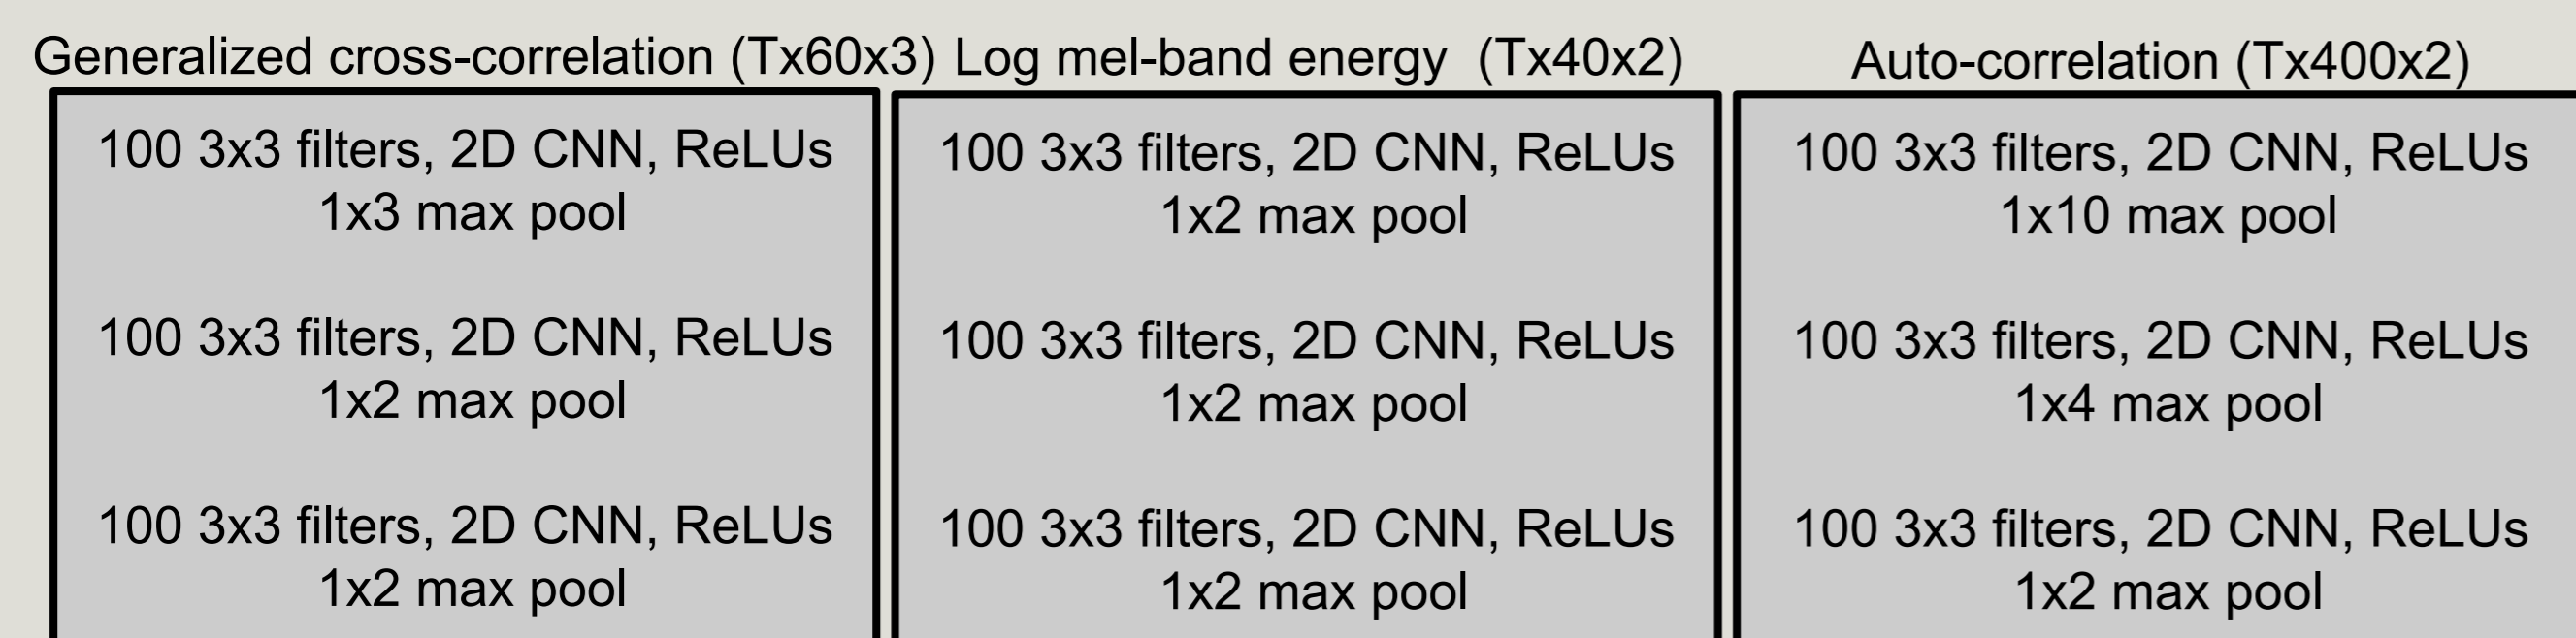 Generalized cross-correlation (Tx60x3)
100 3x3 filters, 2D CNN, ReLUs
1x3 max pool
100 3x3 filters, 2D CNN, ReLUs
1x2 max pool
100 3x3 filters, 2D CNN, ReLUs
1x2 max pool
Log mel-band energy (Tx40x2)
100 3x3 filters, 2D CNN, ReLUs
1x2 max pool
100 3x3 filters, 2D CNN, ReLUs
1x2 max pool
100 3x3 filters, 2D CNN, ReLUs
1x2 max pool
Auto-correlation (Tx400x2)
100 3x3 filters, 2D CNN, ReLUs
1x10 max pool
100 3x3 filters, 2D CNN, ReLUs
1x4 max pool
100 3x3 filters, 2D CNN, ReLUs
1x2 max pool